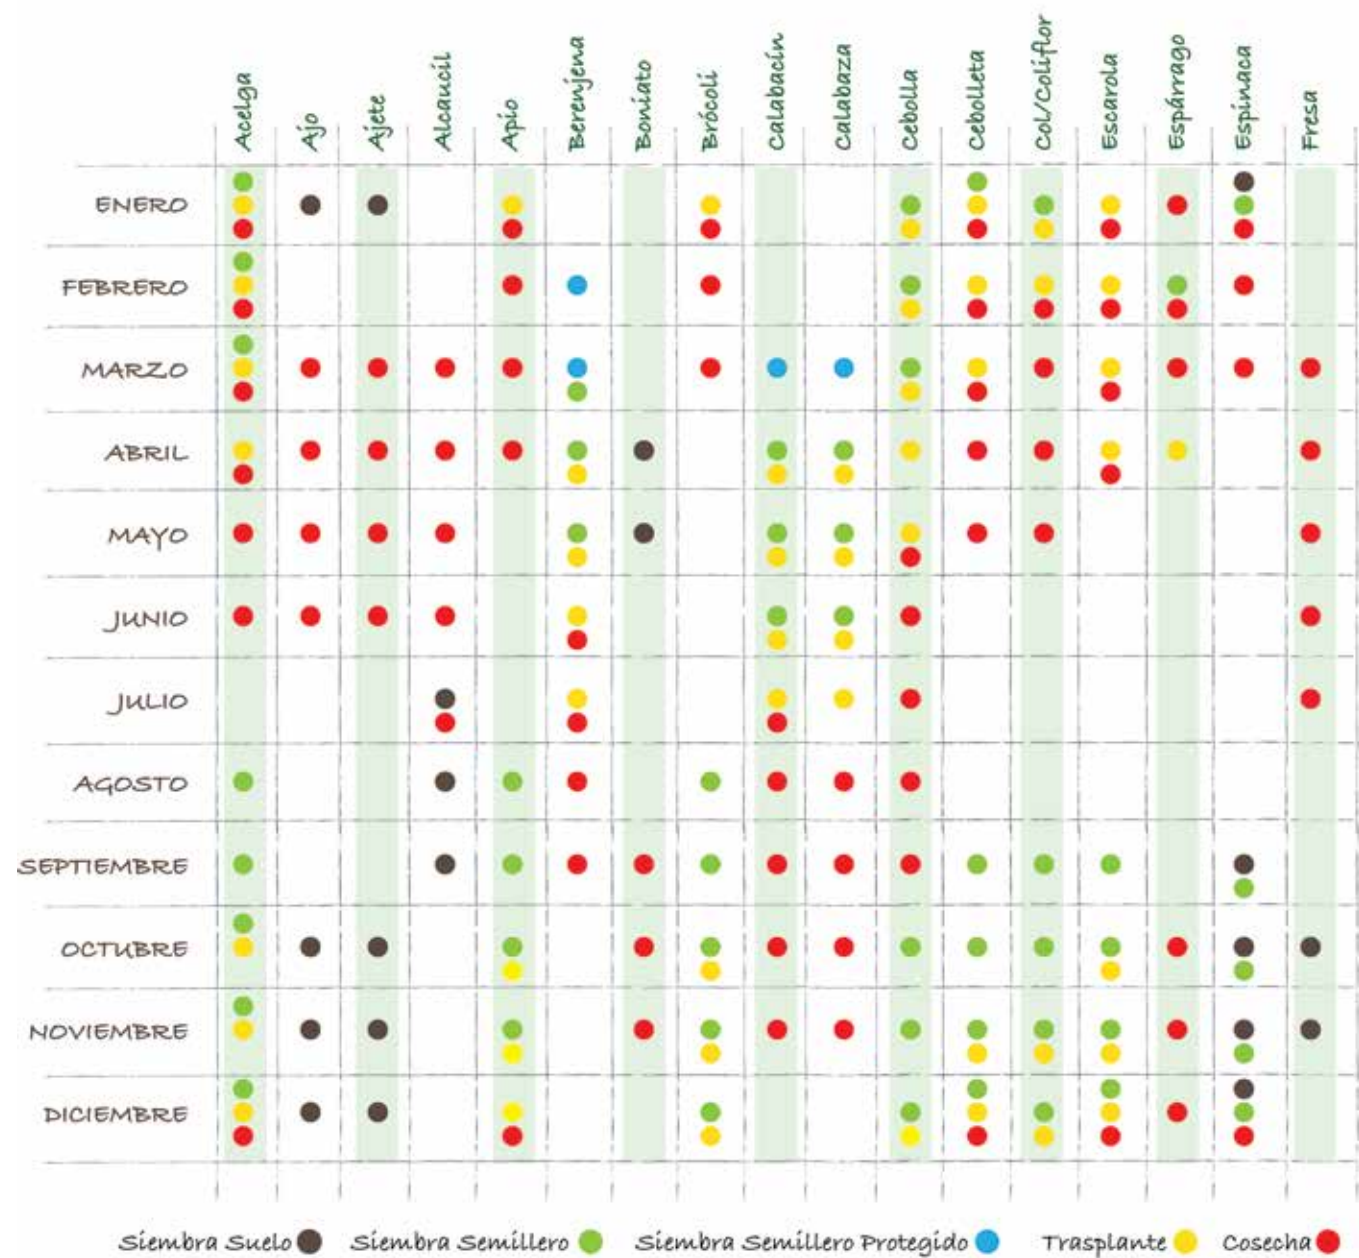 Acelga
Ajo
Ajete
Alcaucil
Apio
Berenjena
Boniato
Brócoli
Calabacín
Calabaza
Cebolla
Cebolleta
Col/Coliflor
Escarola
Espárrago
Espinaca
Fresa
ENERO
FEBRERO
MARZO
ABRIL
MAYO
JUNIO
JULIO
AGOSTO
SEPTIEMBRE
OCTUBRE
NOVIEMBRE
DICIEMBRE
Siembra Suelo Siembra Semillero Siembra Semillero Protegido Trasplante Cosecha